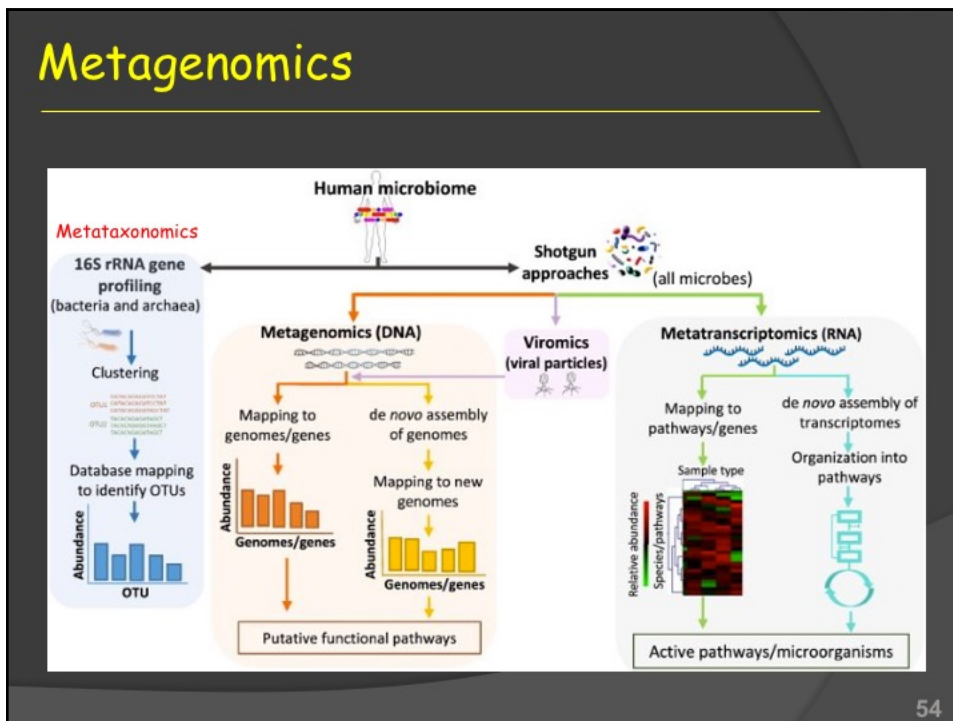 Metagenomics
Human microbiome
Metataxonomics
16S rRNA gene
profiling
(bacteria and archaea)
Clustering
OTU1
OTU2
Database mapping
to identify OTUs
Abundance
OTU
Shotgun
approaches
(all microbes)
Metagenomics (DNA)
Mapping to
genomes/genes
Abundance
Genomes/genes
de novo assembly
of genomes
Mapping to new
genomes
Abundance
Genomes/genes
Putative functional pathways
Viromics
(viral particles)
Metatranscriptomics (RNA)
Mapping to
pathways/genes
Sample type
Relative abundance
Species/pathways
de novo assembly of
transcriptomes
Organization into
pathways
Active pathways/microorganisms
54